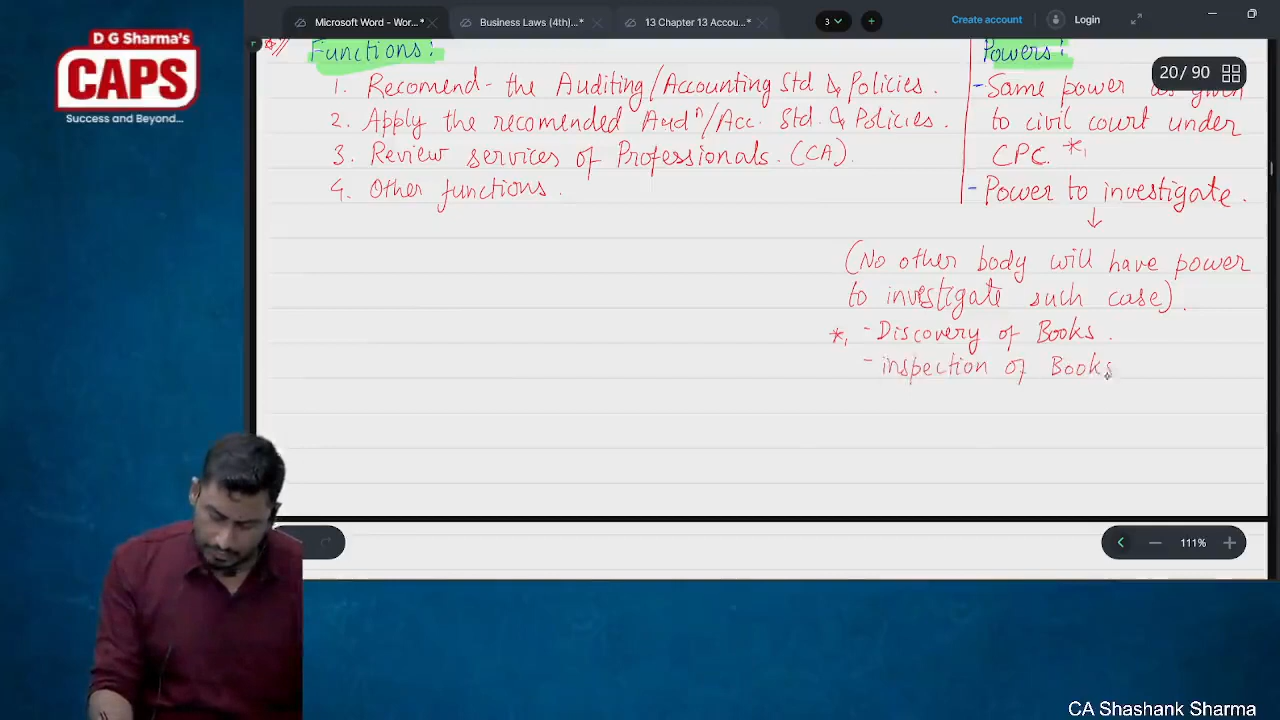 Microsoft Word - Wor...*
Business Laws (4th)...*
13 Chapter 13 Accou...*
3
Create account
Login
D G Sharma's
CAPS
Success and Beyond...
20/90
Functions:
1. Recomend - the Auditing/Accounting Std & Policies.
2. Apply the recomended Audⁿ/Acc. Std. & Policies.
3. Review services of Professionals. (CA).
4. Other functions.
Powers:
- Same power as given
to civil court under
CPC. *1
- Power to investigate.
↓
(No other body will have power
to investigate such case).
*1 - Discovery of Books.
- inspection of Books
111%
CA Shashank Sharma